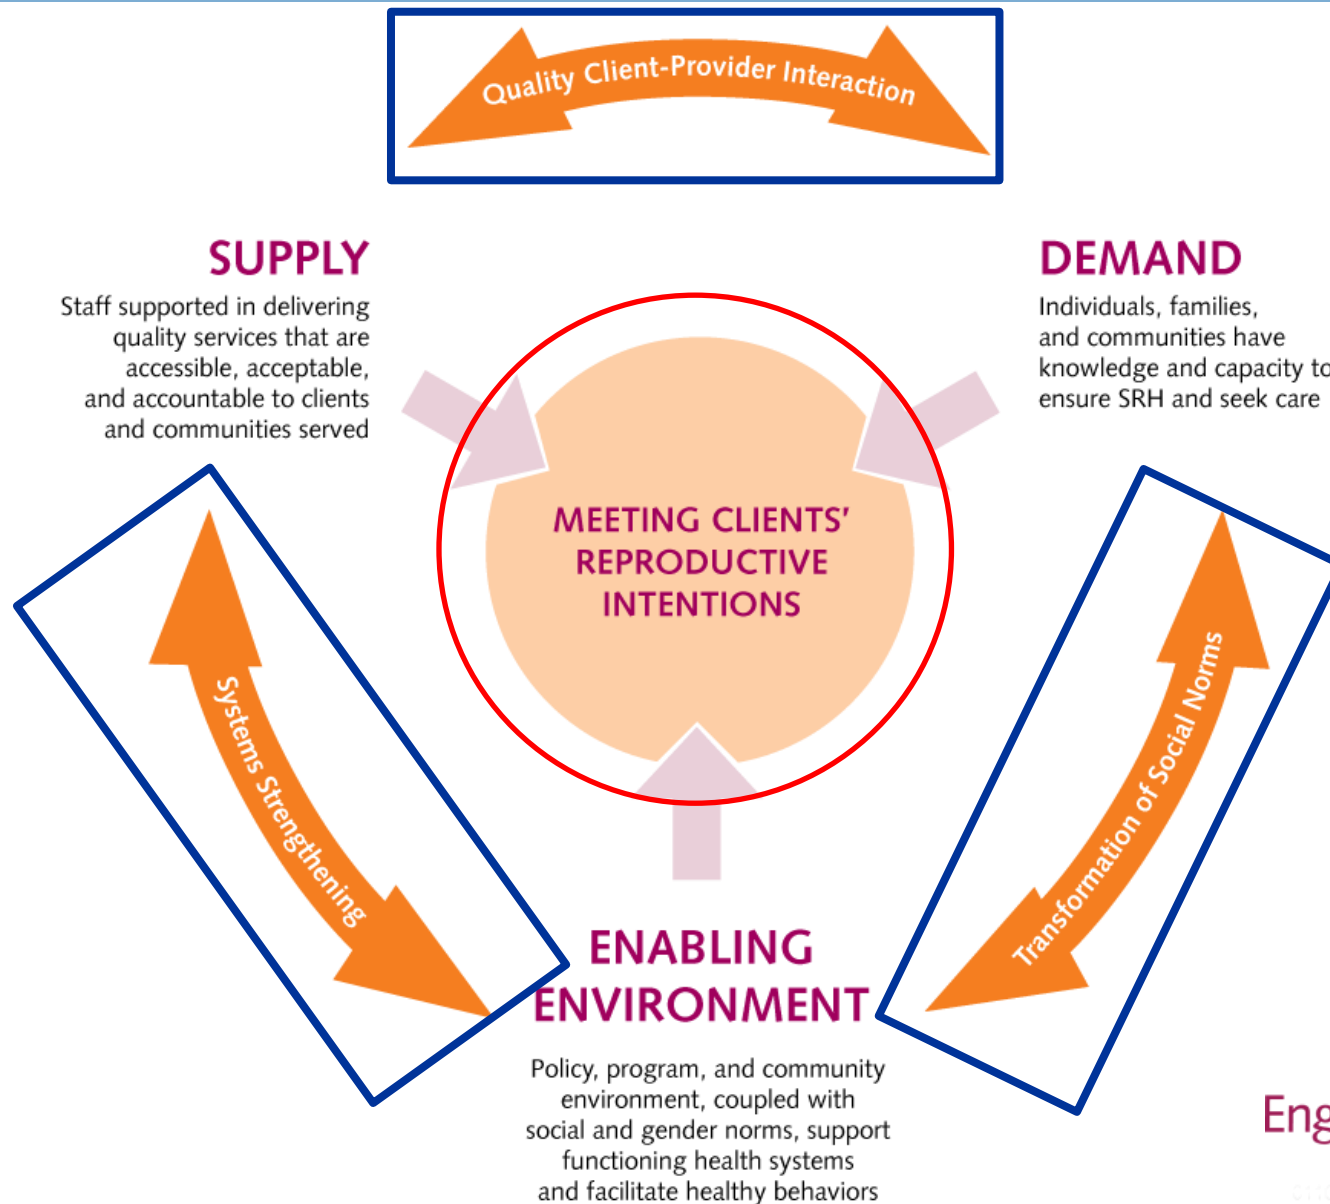 Quality Client-Provider Interaction
SUPPLY
Staff supported in delivering
quality services that are
accessible, acceptable,
and accountable to clients
and communities served
DEMAND
Individuals, families,
and communities have
knowledge and capacity to
ensure SRH and seek care
MEETING CLIENTS'
REPRODUCTIVE
INTENTIONS
Systems Strengthening
Transformation of Social Norms
ENABLING
ENVIRONMENT
Policy, program, and community
environment, coupled with
social and gender norms, support
functioning health systems
and facilitate healthy behaviors
Eng